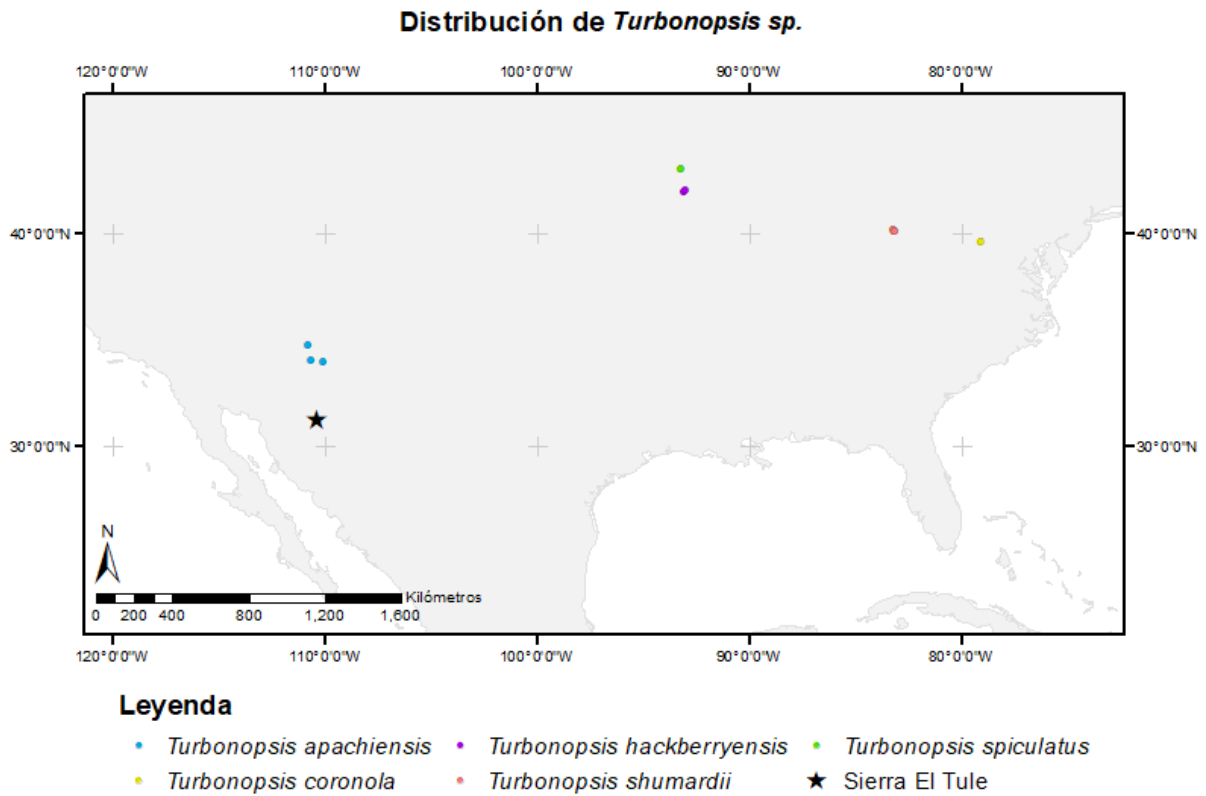 Distribución de Turbonopsis sp.
120°0'0"W 110°0'0"W 100°0'0"W 90°0'0"W 80°0'0"W
40°0'0"N 40°0'0"N
30°0'0"N 30°0'0"N
N
Kilómetros
0 200 400 800 1,200 1,600
120°0'0"W 110°0'0"W 100°0'0"W 90°0'0"W 80°0'0"W
Leyenda
Turbonopsis apachiensis Turbonopsis hackberryensis Turbonopsis spiculatus
Turbonopsis coronola Turbonopsis shumardii Sierra El Tule